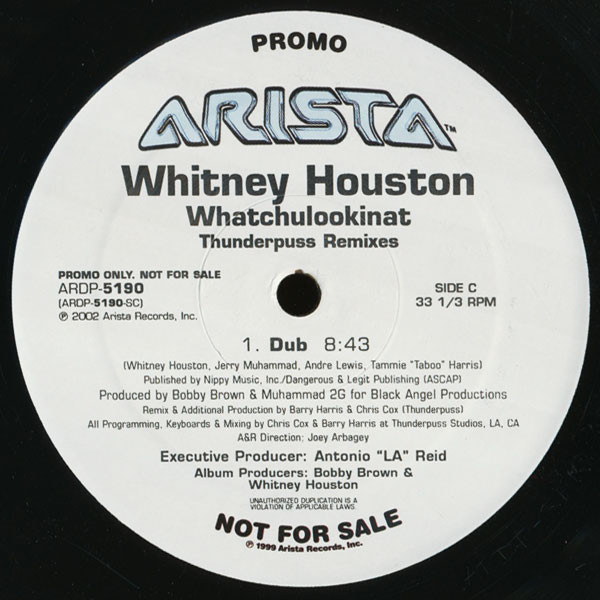 PROMO
ARISTA™
Whitney Houston
Whatchulookinat
Thunderpuss Remixes
PROMO ONLY. NOT FOR SALE
ARDP-5190
(ARDP-5190-SC)
℗ 2002 Arista Records, Inc.
SIDE C
33 1/3 RPM
1. Dub 8:43
(Whitney Houston, Jerry Muhammad, Andre Lewis, Tammie "Taboo" Harris)
Published by Nippy Music, Inc./Dangerous & Legit Publishing (ASCAP)
Produced by Bobby Brown & Muhammad 2G for Black Angel Productions
Remix & Additional Production by Barry Harris & Chris Cox (Thunderpuss)
All Programming, Keyboards & Mixing by Chris Cox & Barry Harris at Thunderpuss Studios, LA, CA
A&R Direction: Joey Arbagey
Executive Producer: Antonio "LA" Reid
Album Producers: Bobby Brown &
Whitney Houston
UNAUTHORIZED DUPLICATION IS A
VIOLATION OF APPLICABLE LAWS.
NOT FOR SALE
℗ 1999 Arista Records, Inc.